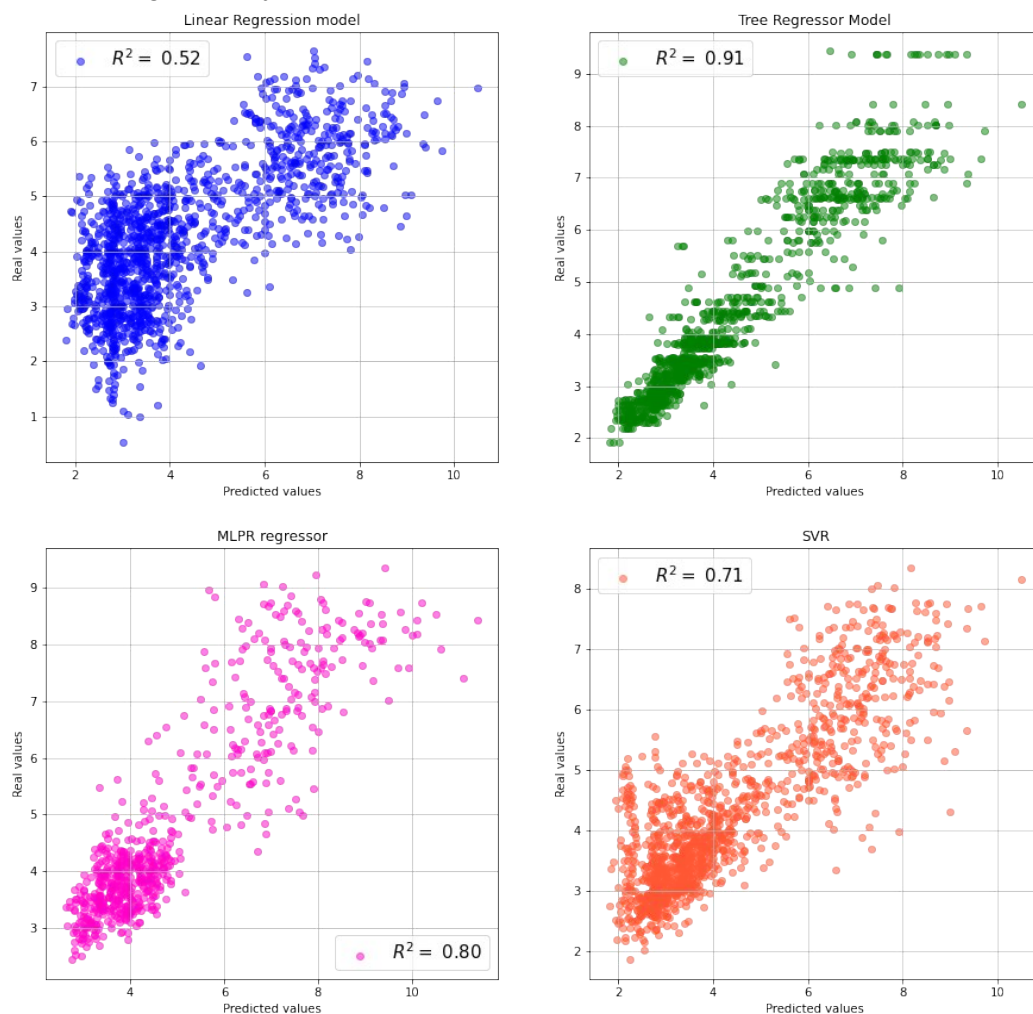 Linear Regression model
R² = 0.52
Real values
7
6
5
4
3
2
1
2 4 6 8 10
Predicted values
Tree Regressor Model
R² = 0.91
Real values
9
8
7
6
5
4
3
2
2 4 6 8 10
Predicted values
MLPR regressor
Real values
9
8
7
6
5
4
3
R² = 0.80
4 6 8 10
Predicted values
SVR
R² = 0.71
Real values
8
7
6
5
4
3
2
2 4 6 8 10
Predicted values